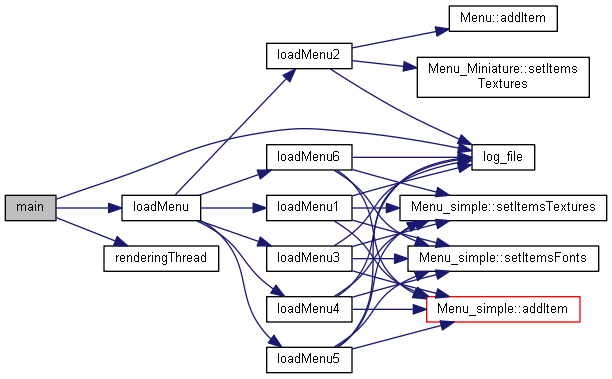 main
loadMenu
renderingThread
loadMenu2
loadMenu6
loadMenu1
loadMenu3
loadMenu4
loadMenu5
Menu::addItem
Menu_Miniature::setItems
Textures
log_file
Menu_simple::setItemsTextures
Menu_simple::setItemsFonts
Menu_simple::addItem